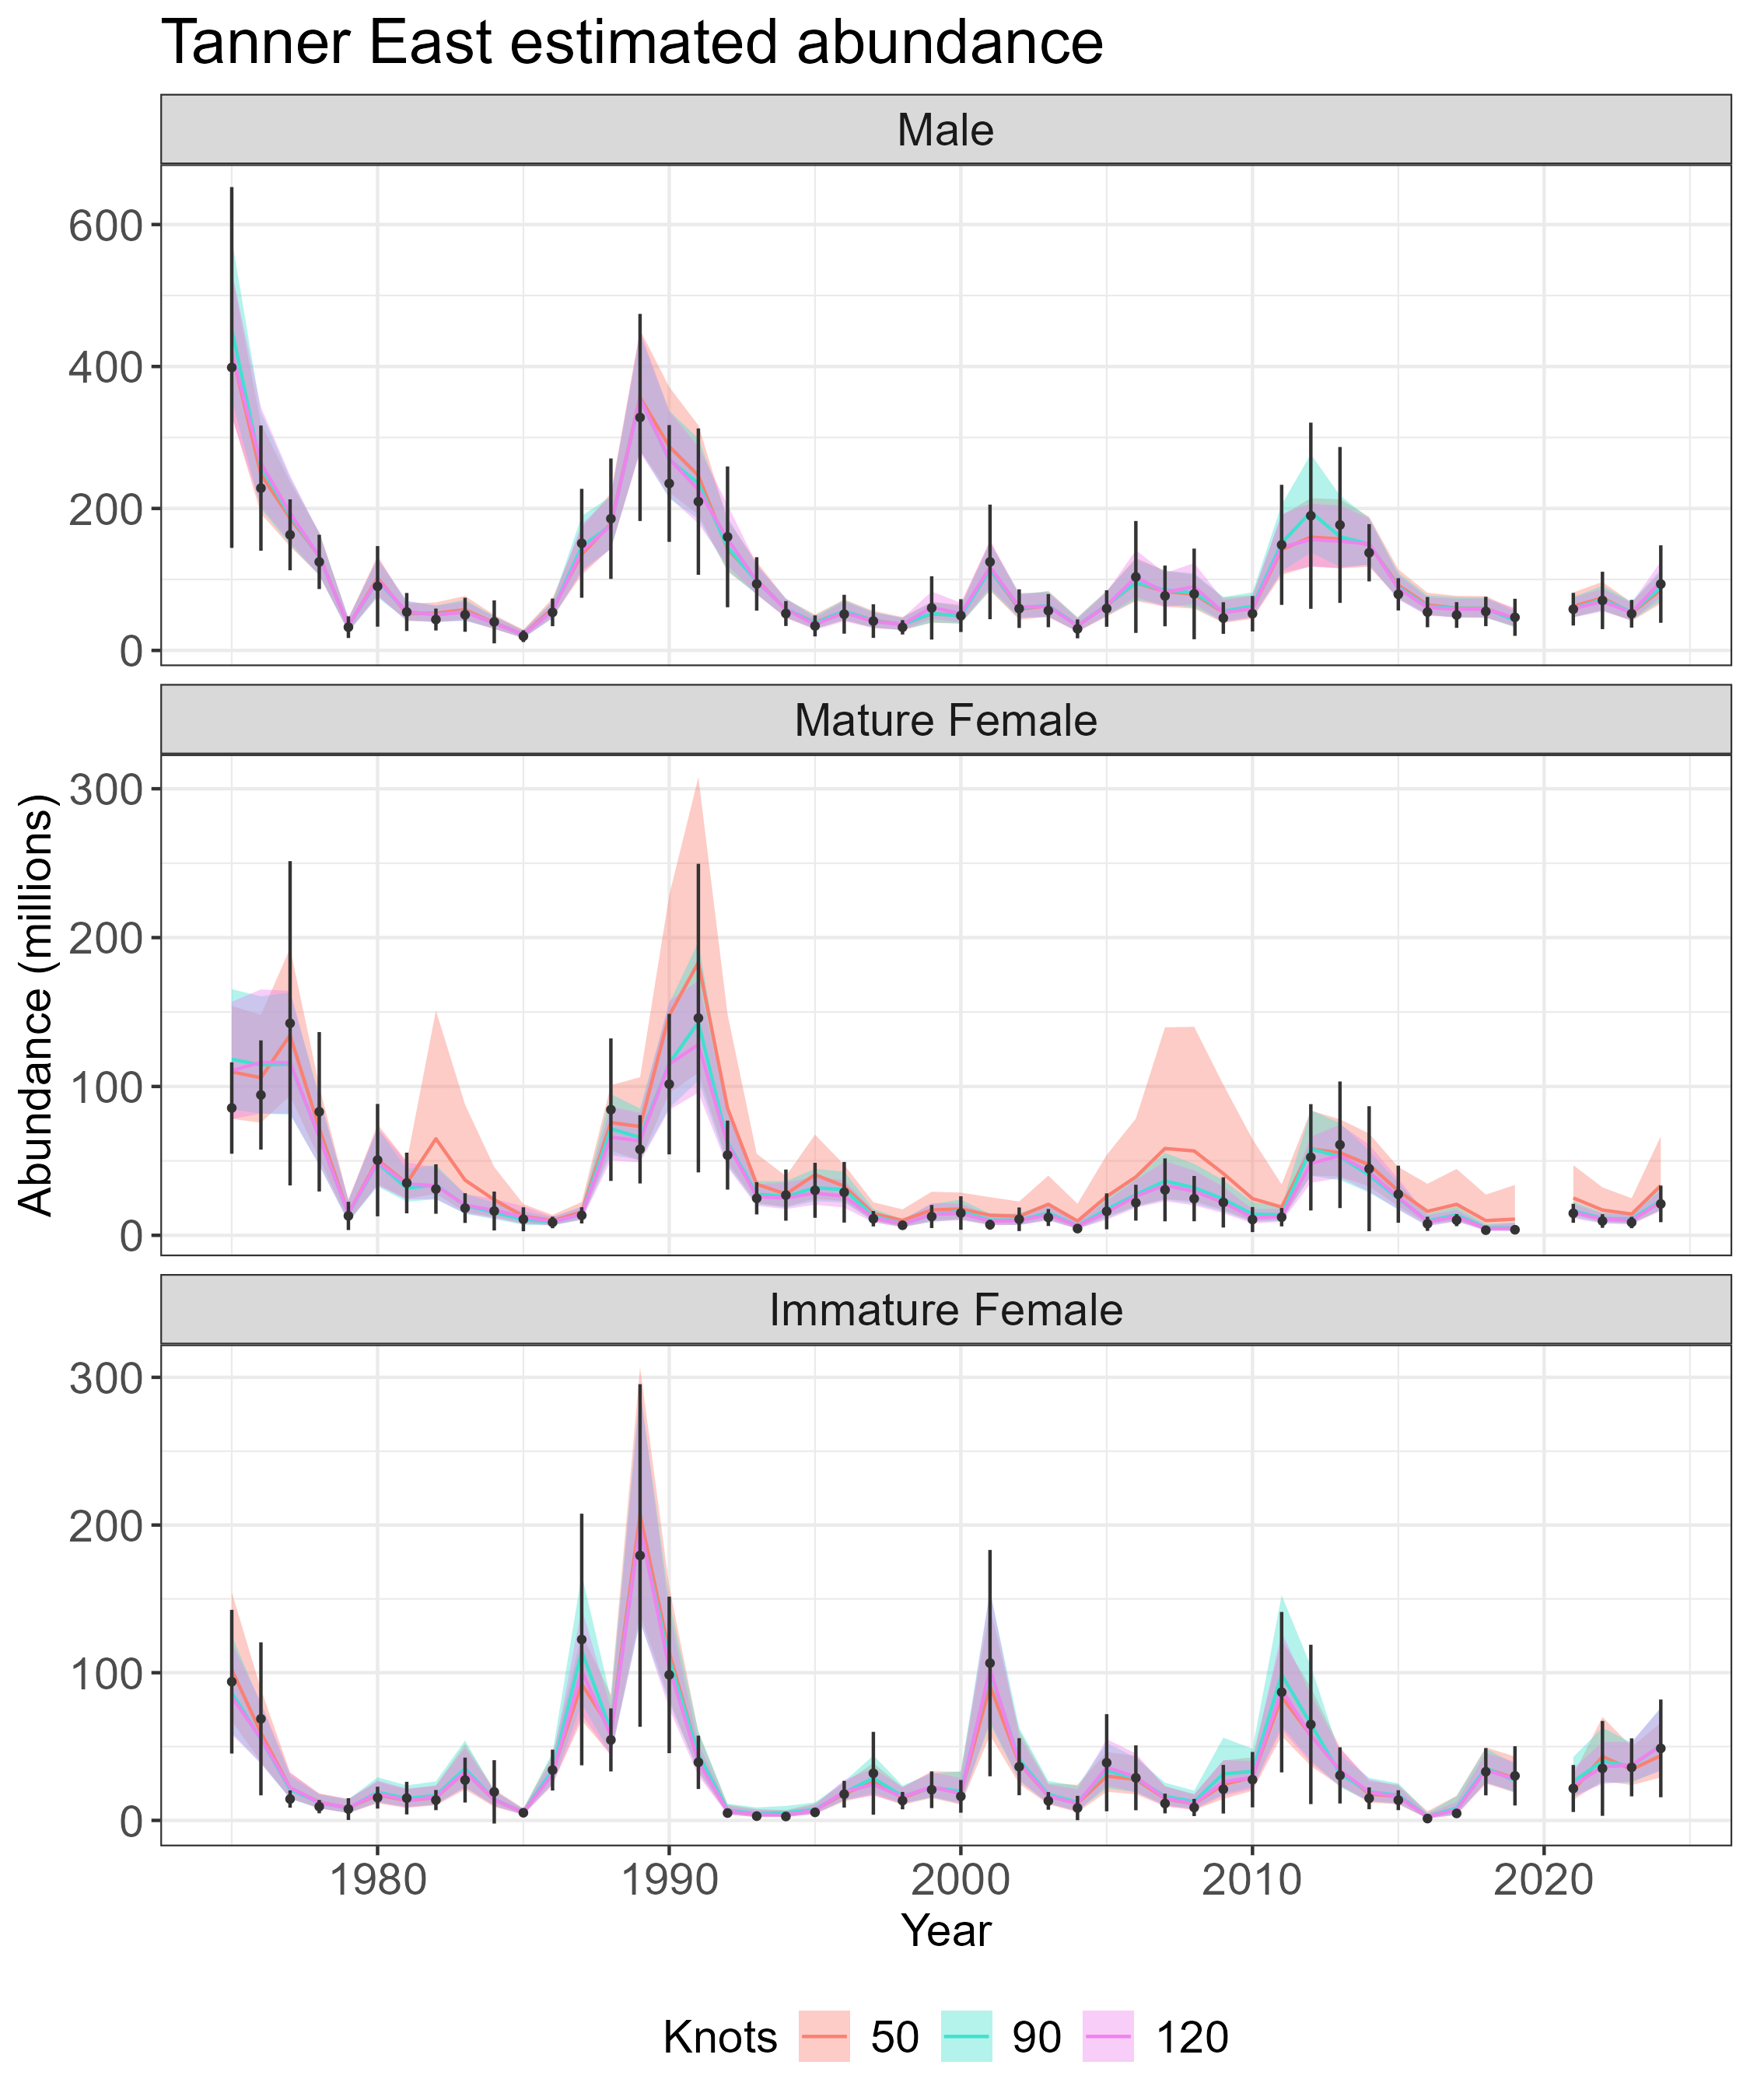 Tanner East estimated abundance
Male
600
400
200
0
Mature Female
300
200
100
0
Abundance (millions)
Immature Female
300
200
100
0
1980 1990 2000 2010 2020
Year
Knots 50 90 120